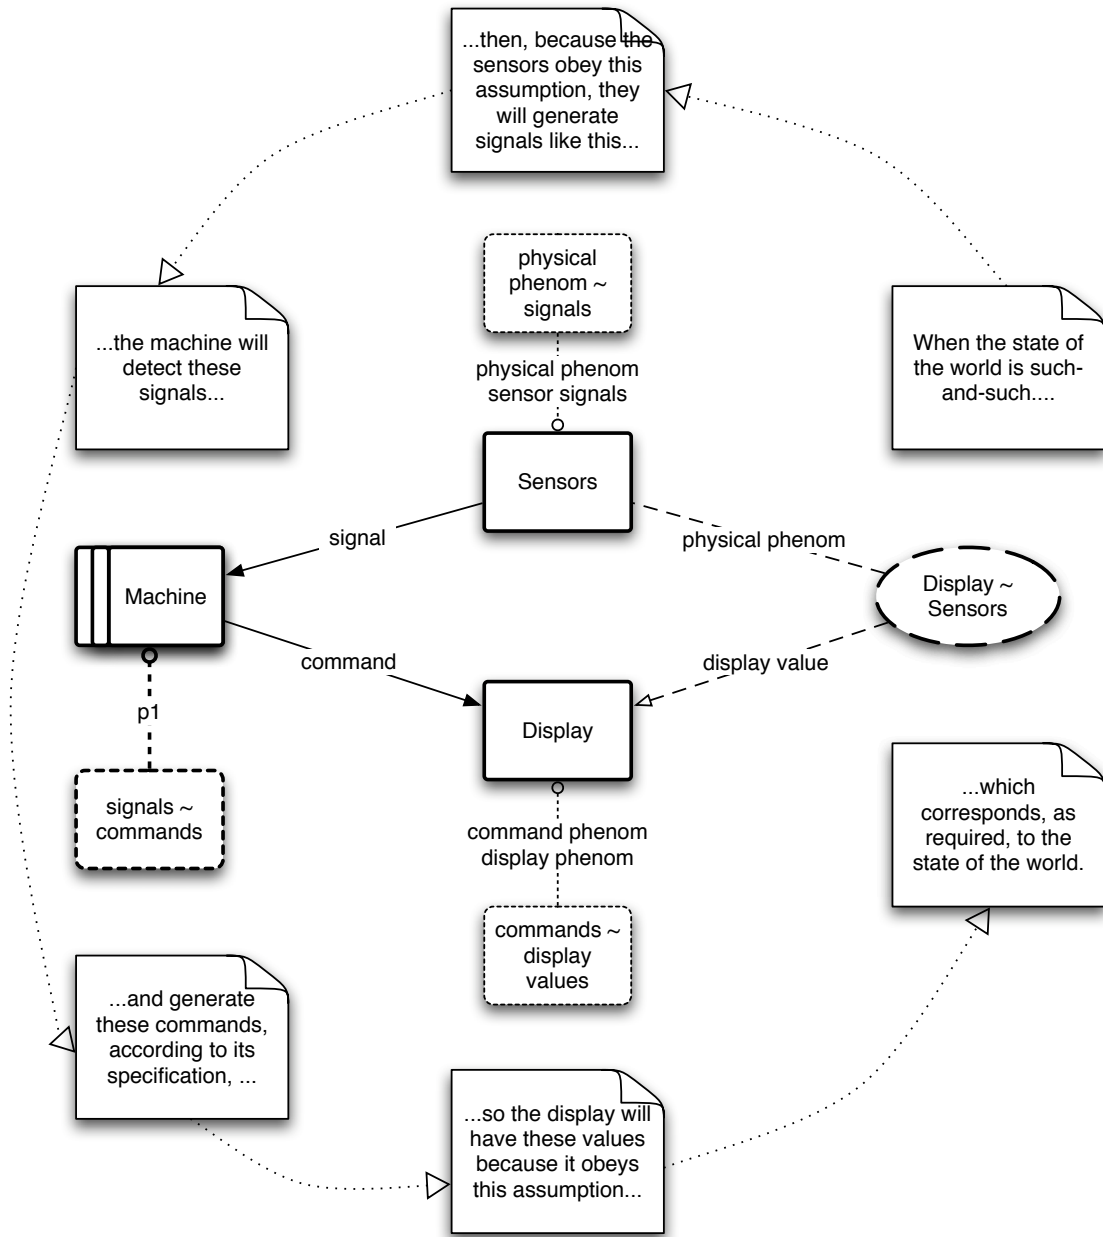 ...then, because the
sensors obey this
assumption, they
will generate
signals like this...
physical
phenom ~
signals
...the machine will
detect these
signals...
When the state of
the world is such-
and-such....
physical phenom
sensor signals
Sensors
signal
physical phenom
Machine
Display ~
Sensors
command
display value
p1
Display
signals ~
commands
command phenom
display phenom
...which
corresponds, as
required, to the
state of the world.
commands ~
display
values
...and generate
these commands,
according to its
specification, ...
...so the display will
have these values
because it obeys
this assumption...